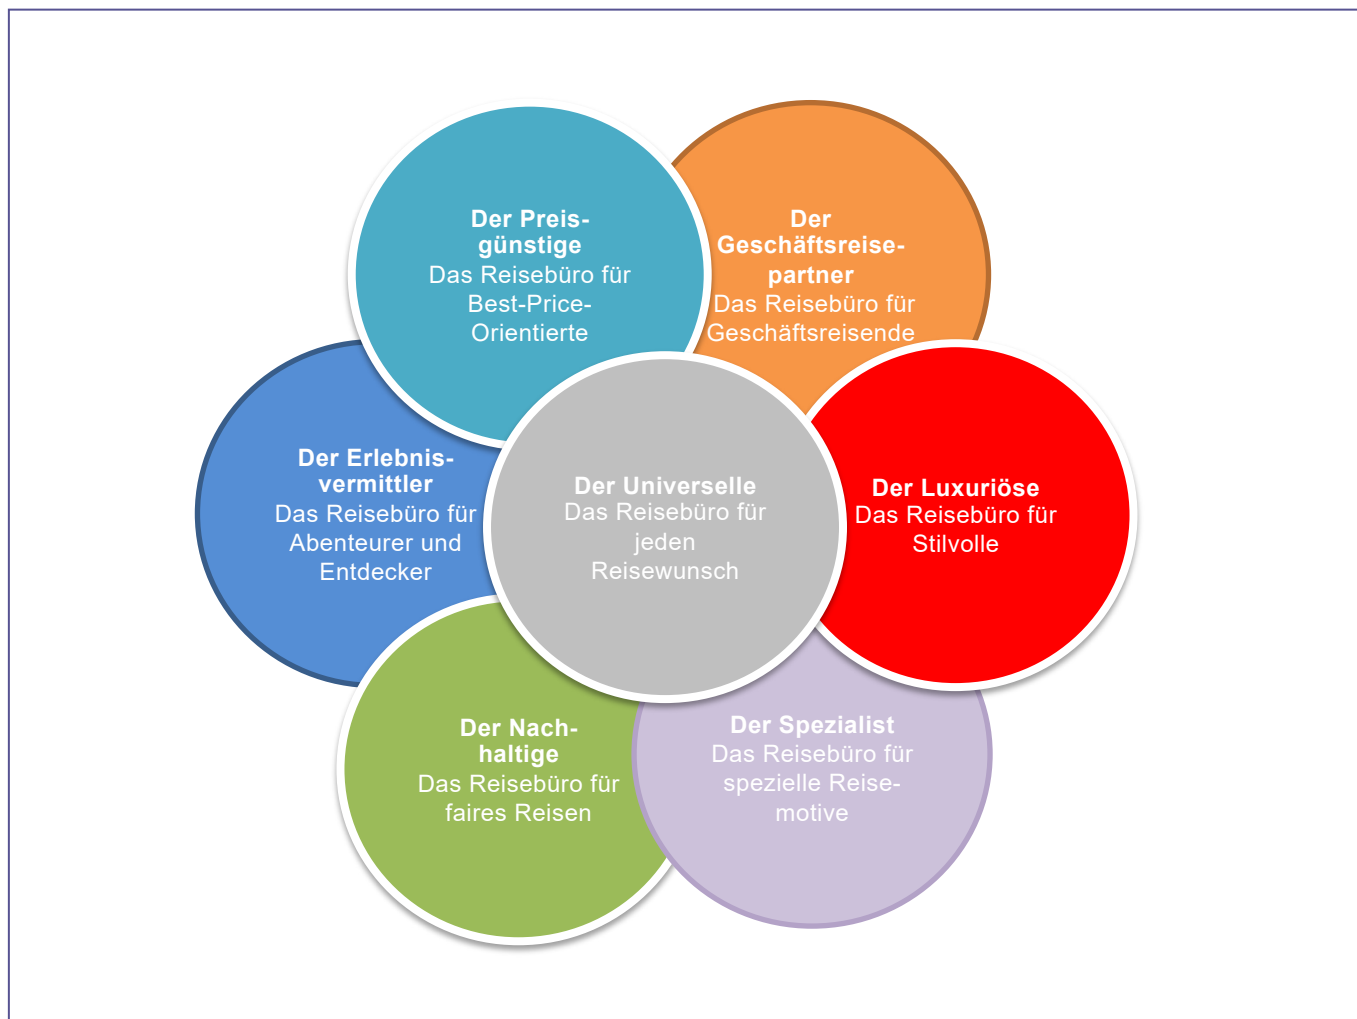 Der Preis-
günstige
Das Reisebüro für
Best-Price-
Orientierte
Der
Geschäftsreise-
partner
Das Reisebüro für
Geschäftsreisende
Der Erlebnis-
vermittler
Das Reisebüro für
Abenteurer und
Entdecker
Der Universelle
Das Reisebüro für
jeden
Reisewunsch
Der Luxuriöse
Das Reisebüro für
Stilvolle
Der Nach-
haltige
Das Reisebüro für
faires Reisen
Der Spezialist
Das Reisebüro für
spezielle Reise-
motive